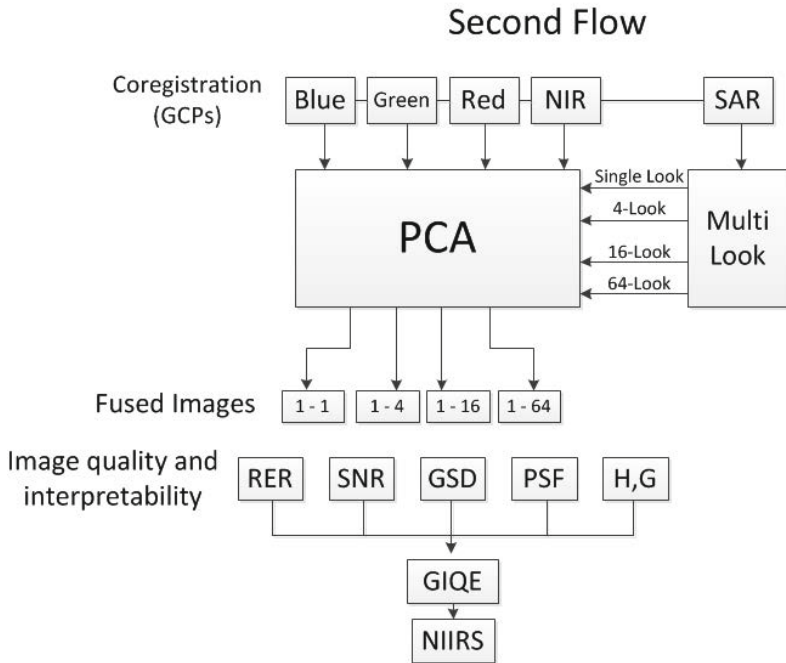 Second Flow
Coregistration
(GCPs)
Blue
Green
Red
NIR
SAR
PCA
Single Look
4-Look
16-Look
64-Look
Multi
Look
Fused Images
1 - 1
1 - 4
1 - 16
1 - 64
Image quality and
interpretability
RER
SNR
GSD
PSF
H,G
GIQE
NIIRS